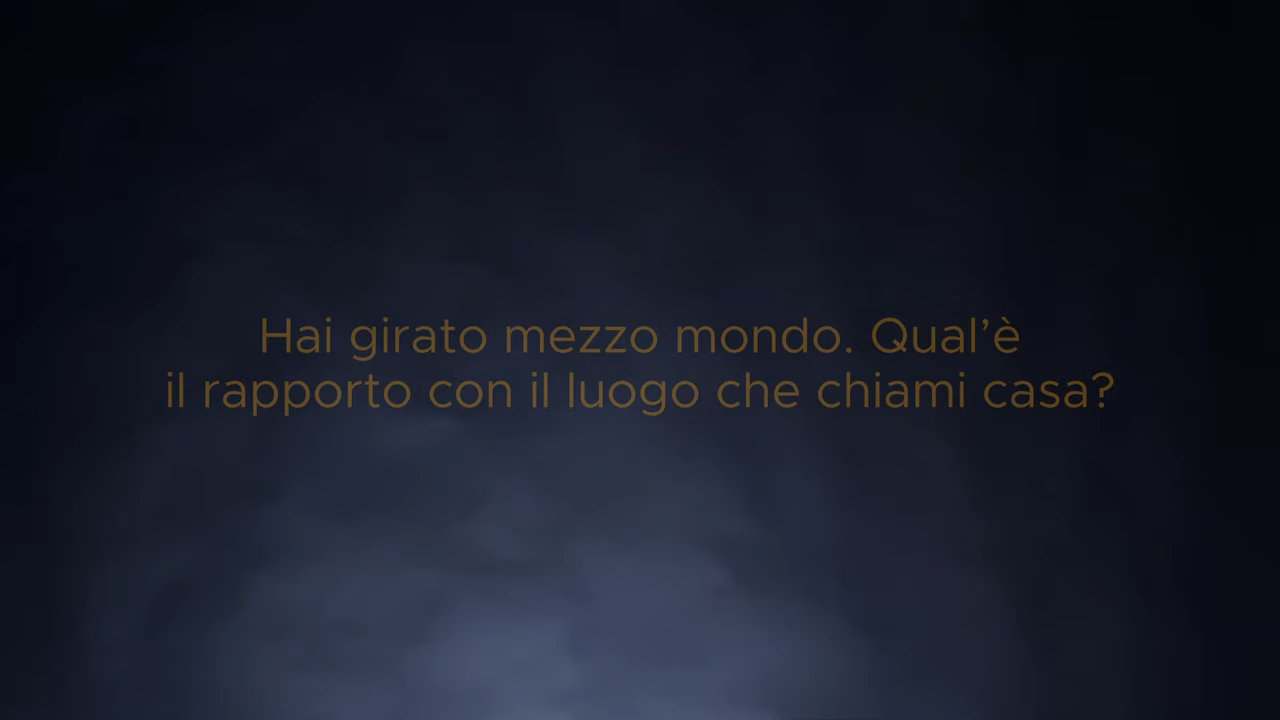 Hai girato mezzo mondo. Qual’è
il rapporto con il luogo che chiami casa?